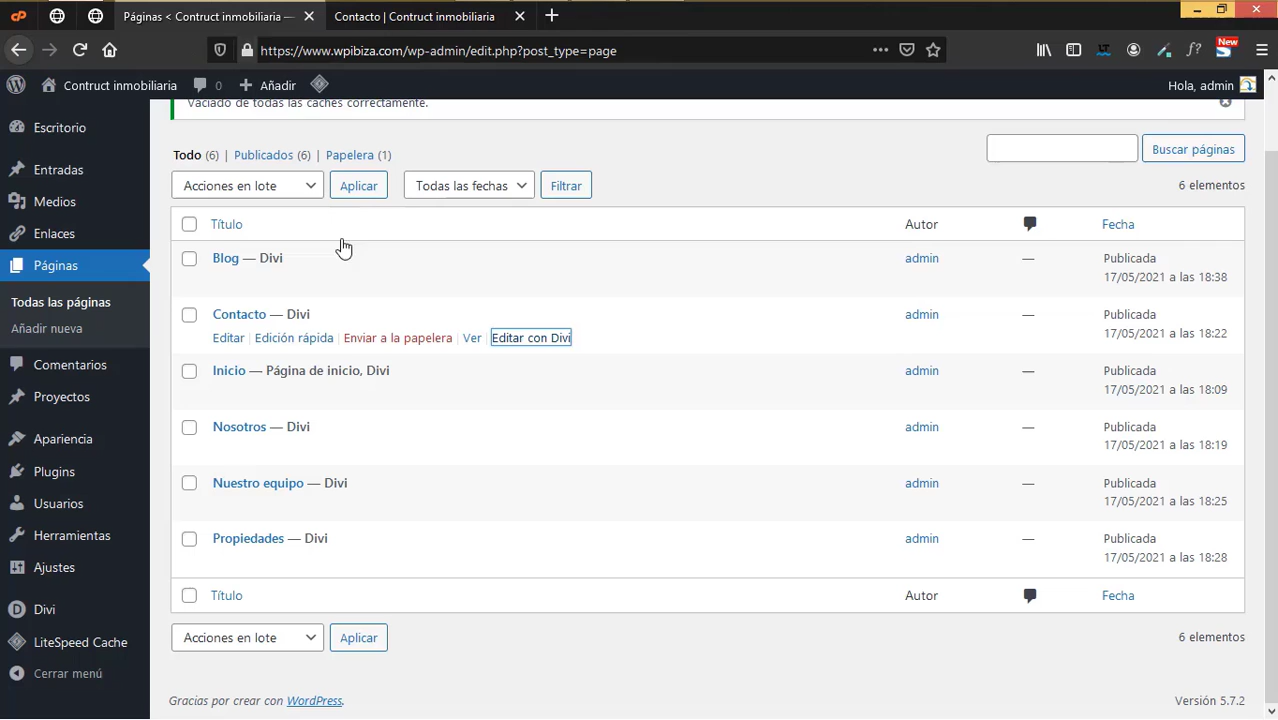 Páginas < Contruct inmobiliaria —
Contacto | Contruct inmobiliaria
https://www.wpibiza.com/wp-admin/edit.php?post_type=page
New
Contruct inmobiliaria
0
Añadir
Hola, admin
Vaciado de todas las cachés correctamente.
Escritorio
Entradas
Medios
Enlaces
Páginas
Todas las páginas
Añadir nueva
Comentarios
Proyectos
Apariencia
Plugins
Usuarios
Herramientas
Ajustes
Divi
LiteSpeed Cache
Cerrar menú
Todo (6) | Publicados (6) | Papelera (1)
Buscar páginas
Acciones en lote
Aplicar
Todas las fechas
Filtrar
6 elementos
Título
Autor
Fecha
Blog — Divi
admin
—
Publicada
17/05/2021 a las 18:38
Contacto — Divi
Editar | Edición rápida | Enviar a la papelera | Ver | Editar con Divi
admin
—
Publicada
17/05/2021 a las 18:22
Inicio — Página de inicio, Divi
admin
—
Publicada
17/05/2021 a las 18:09
Nosotros — Divi
admin
—
Publicada
17/05/2021 a las 18:19
Nuestro equipo — Divi
admin
—
Publicada
17/05/2021 a las 18:25
Propiedades — Divi
admin
—
Publicada
17/05/2021 a las 18:28
Título
Autor
Fecha
Acciones en lote
Aplicar
6 elementos
Gracias por crear con WordPress.
Versión 5.7.2